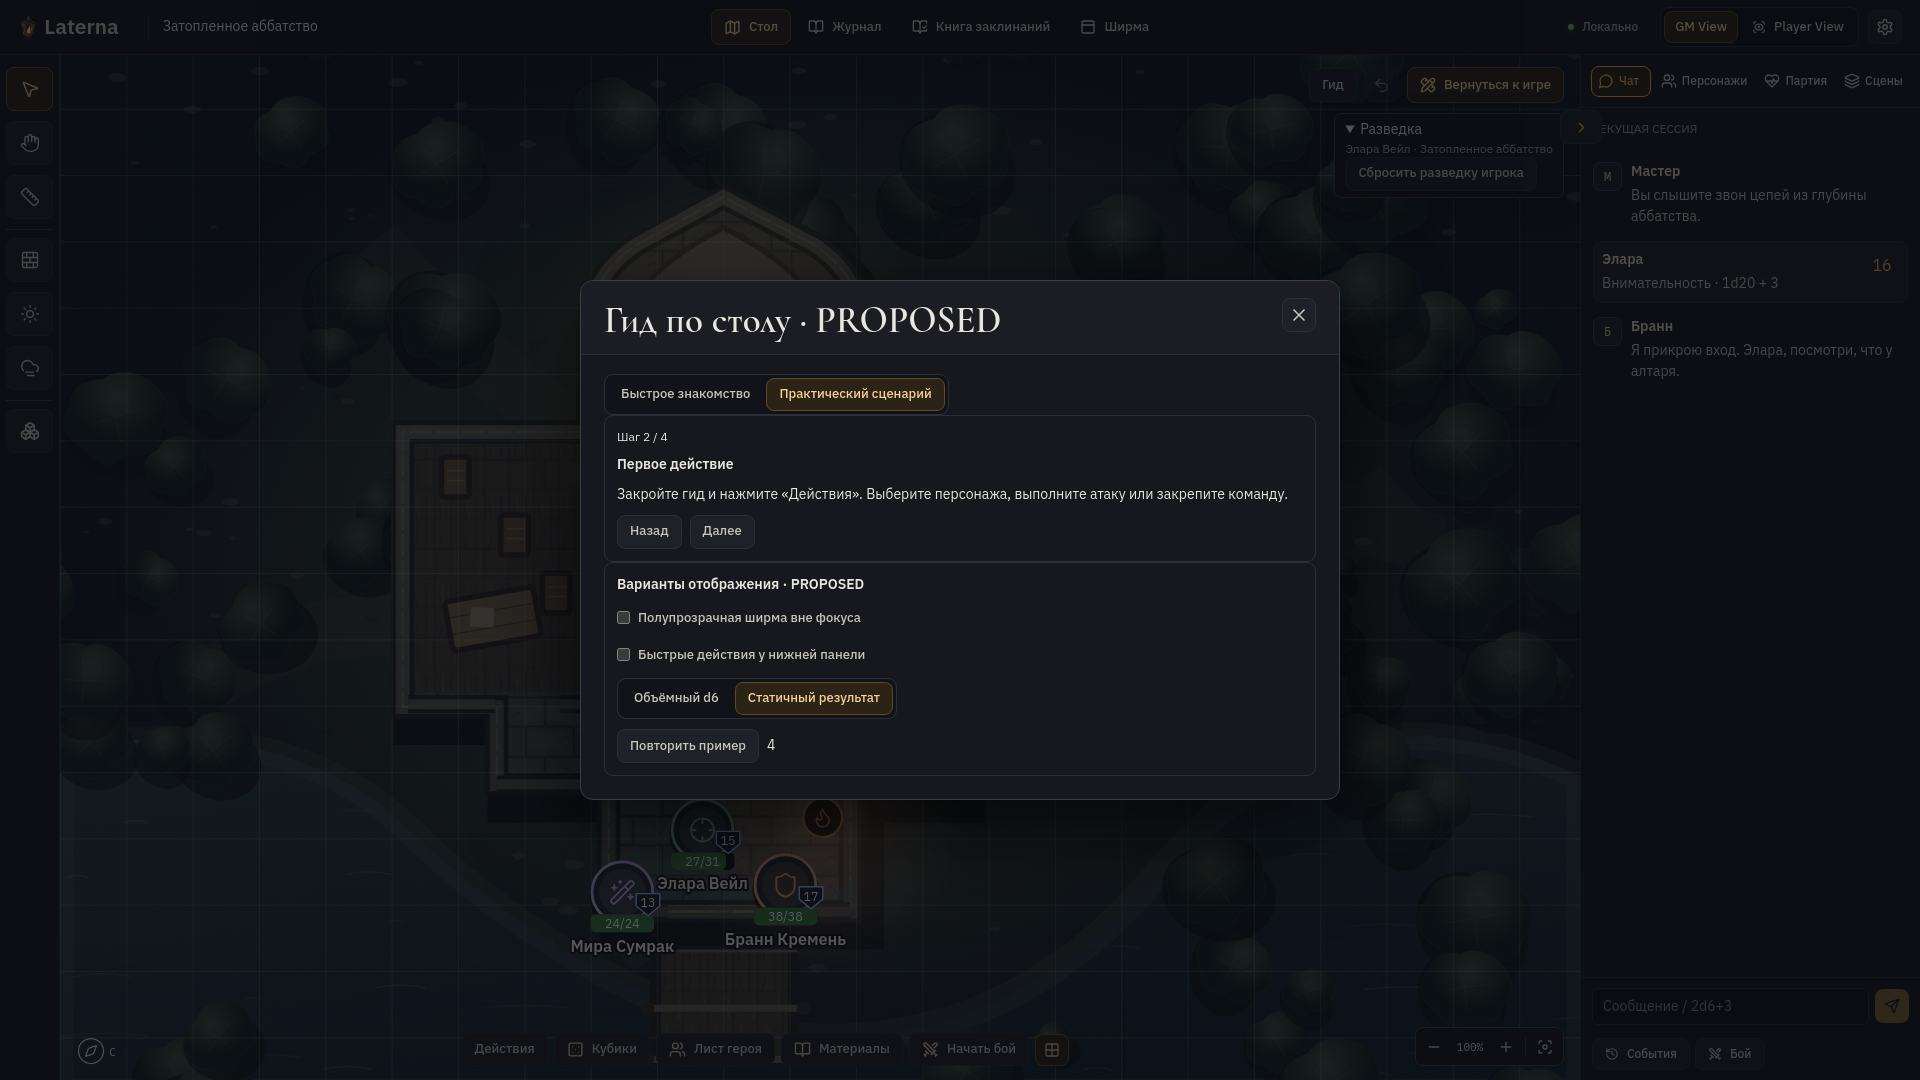 Laterna
Затопленное аббатство
Стол
Журнал
Книга заклинаний
Ширма
Локально
GM View
Player View
Гид
Вернуться к игре
Чат
Персонажи
Партия
Сцены
Разведка
Элара Вейл · Затопленное аббатство
Сбросить разведку игрока
ЕКУЩАЯ СЕССИЯ
М
Мастер
Вы слышите звон цепей из глубины
аббатства.
Элара
16
Внимательность · 1d20 + 3
Б
Бранн
Я прикрою вход. Элара, посмотри, что у
алтаря.
Гид по столу · PROPOSED
Быстрое знакомство
Практический сценарий
Шаг 2 / 4
Первое действие
Закройте гид и нажмите «Действия». Выберите персонажа, выполните атаку или закрепите команду.
Назад
Далее
Варианты отображения · PROPOSED
Полупрозрачная ширма вне фокуса
Быстрые действия у нижней панели
Объёмный d6
Статичный результат
Повторить пример
4
15
27/31
Элара Вейл
13
24/24
Мира Сумрак
17
38/38
Бранн Кремень
С
Действия
Кубики
Лист героя
Материалы
Начать бой
100%
Сообщение / 2d6+3
События
Бой